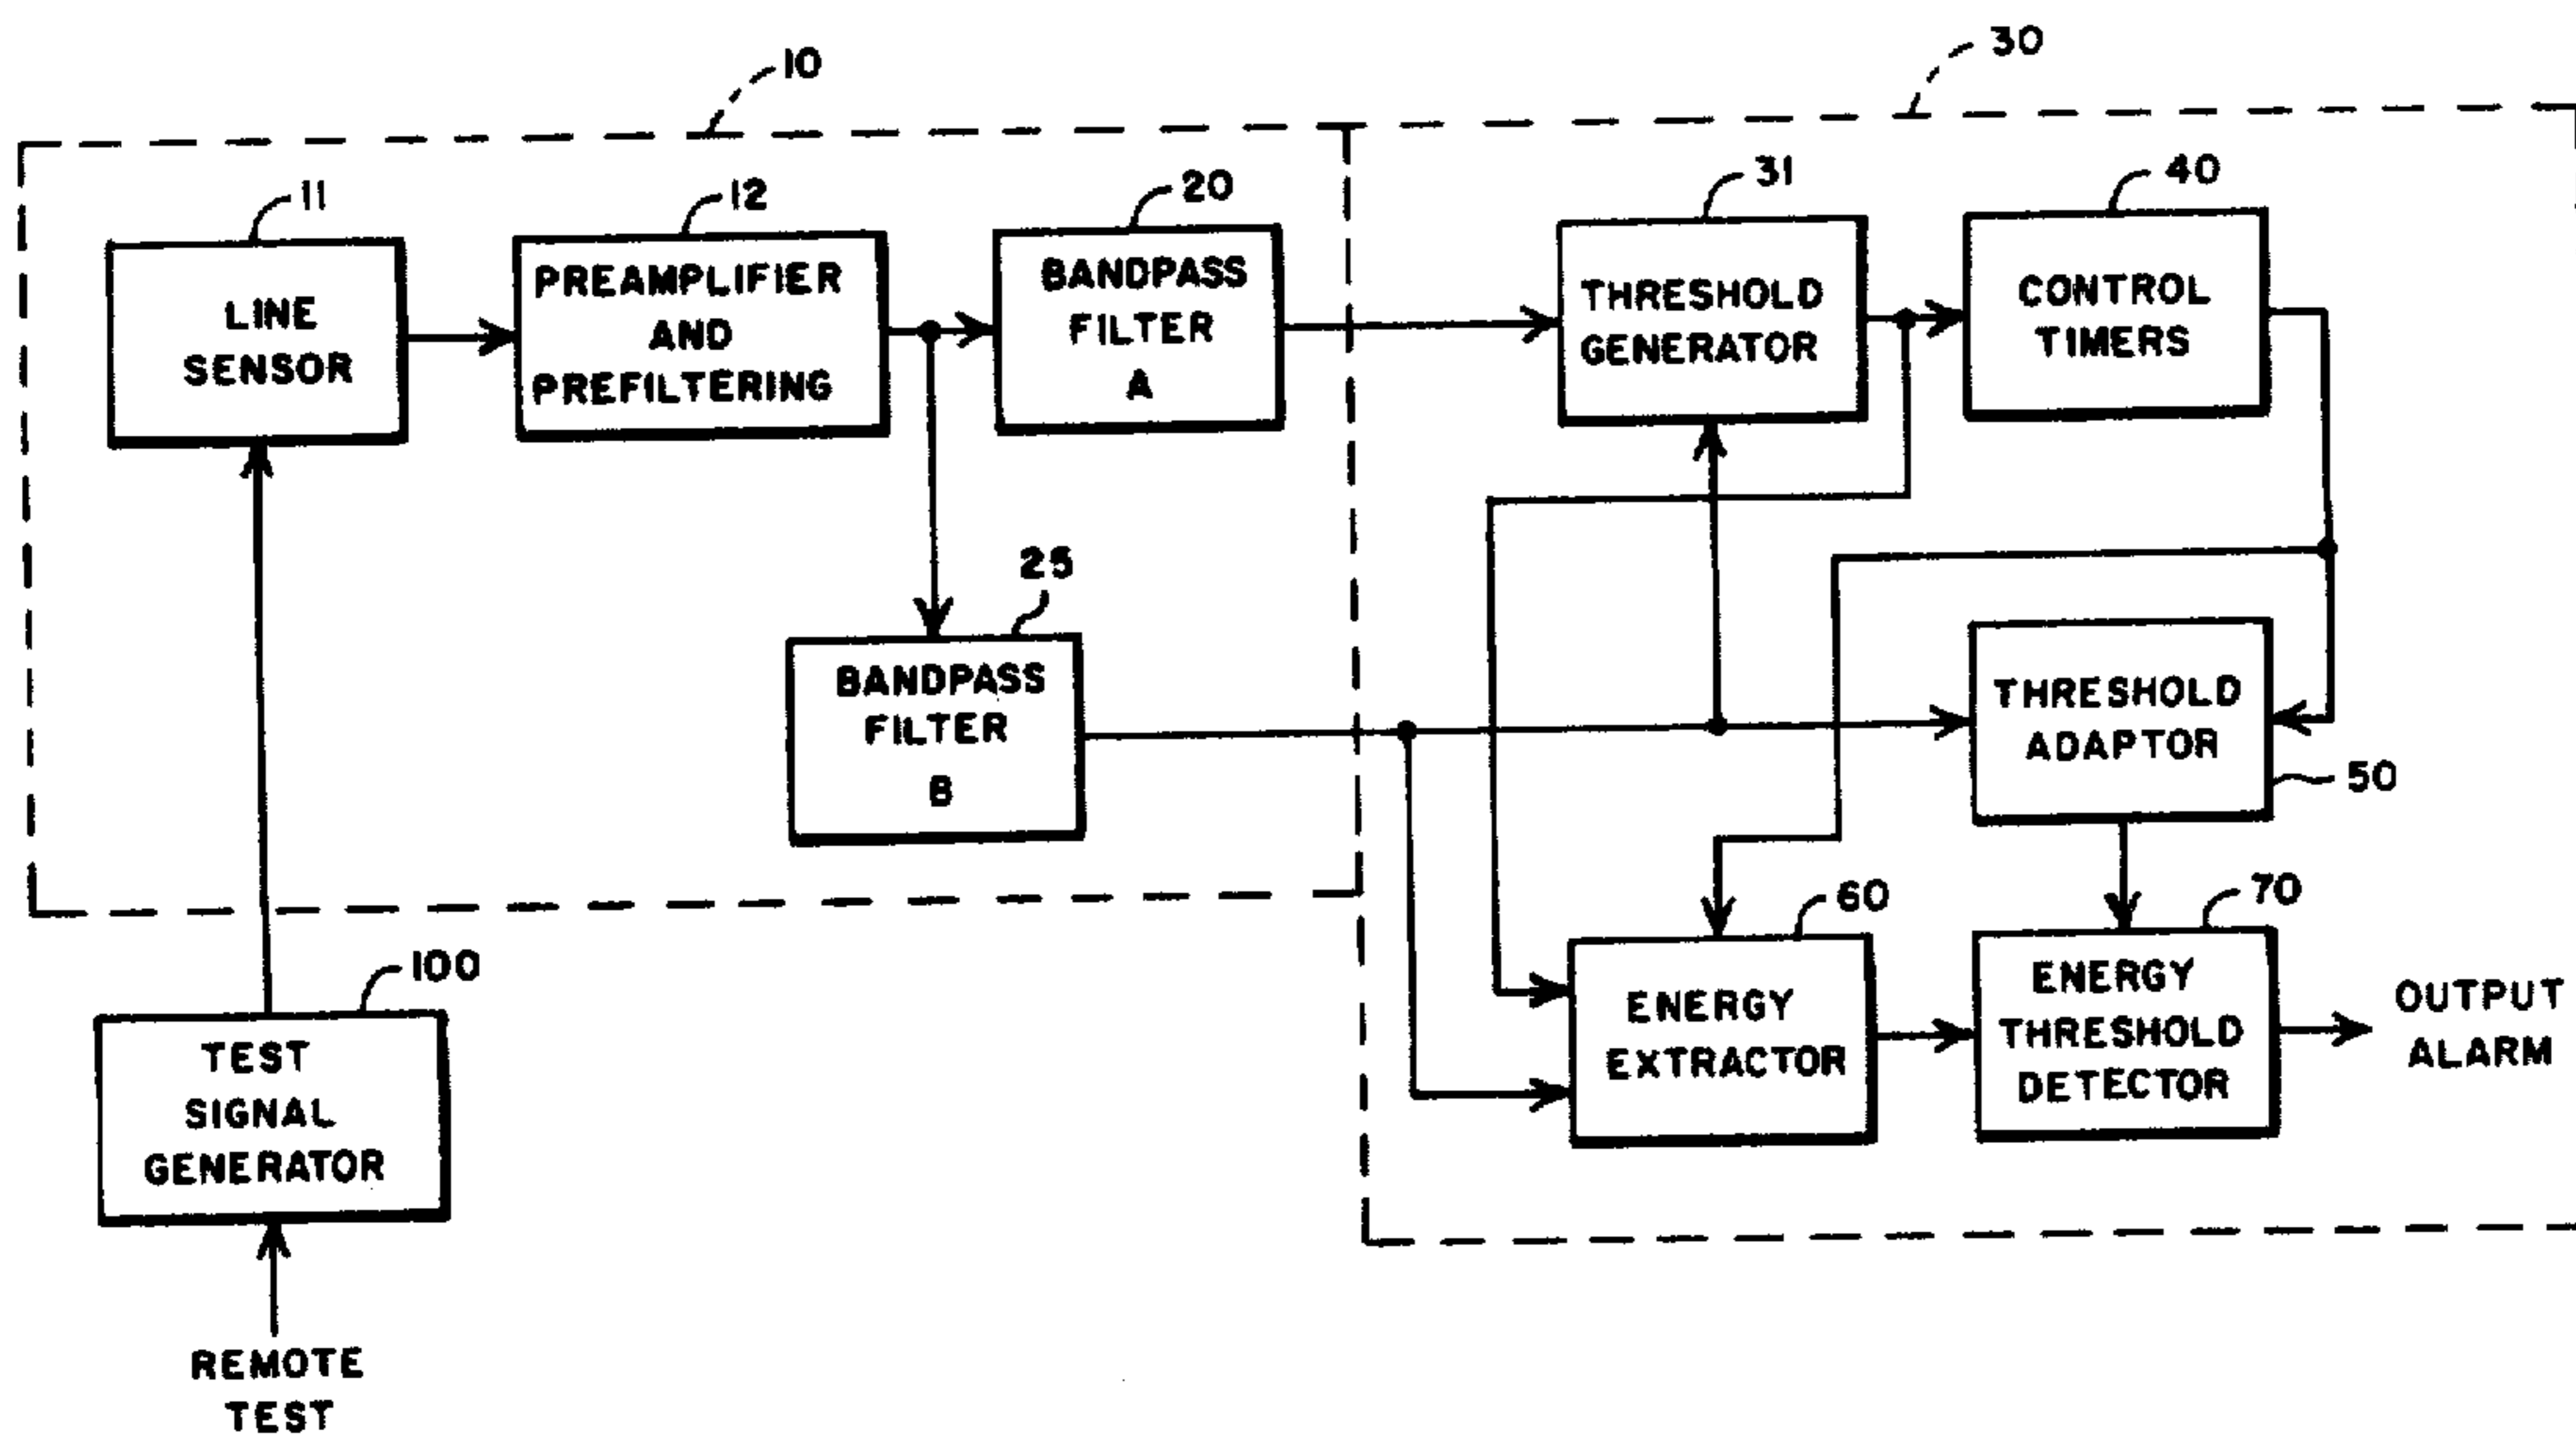 10
30
11
LINE
SENSOR
12
PREAMPLIFIER
AND
PREFILTERING
20
BANDPASS
FILTER
A
31
THRESHOLD
GENERATOR
40
CONTROL
TIMERS
25
BANDPASS
FILTER
B
THRESHOLD
ADAPTOR
50
60
ENERGY
EXTRACTOR
70
ENERGY
THRESHOLD
DETECTOR
OUTPUT
ALARM
100
TEST
SIGNAL
GENERATOR
REMOTE
TEST